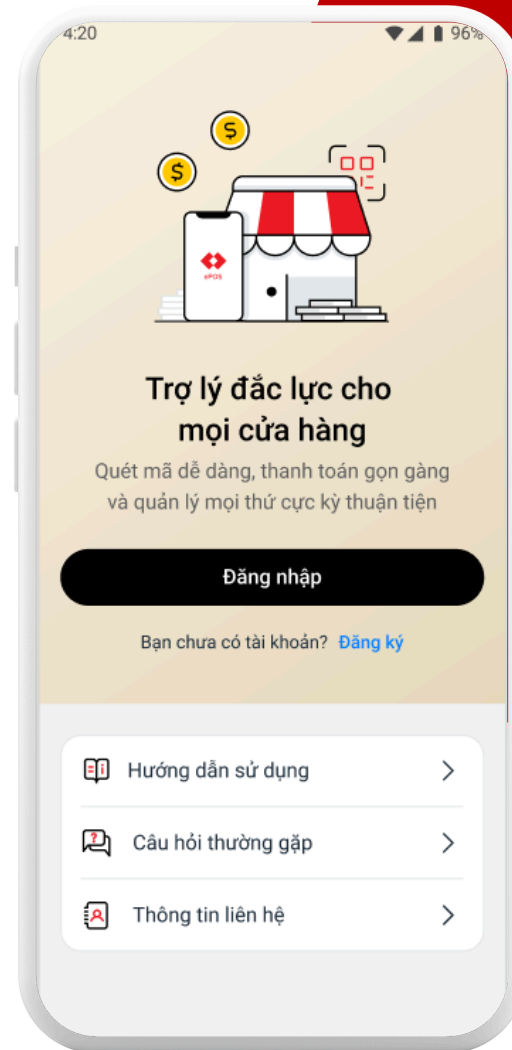 4:20
96%
ePOS
Trợ lý đắc lực cho
mọi cửa hàng
Quét mã dễ dàng, thanh toán gọn gàng
và quản lý mọi thứ cực kỳ thuận tiện
Đăng nhập
Bạn chưa có tài khoản? Đăng ký
Hướng dẫn sử dụng
Câu hỏi thường gặp
Thông tin liên hệ